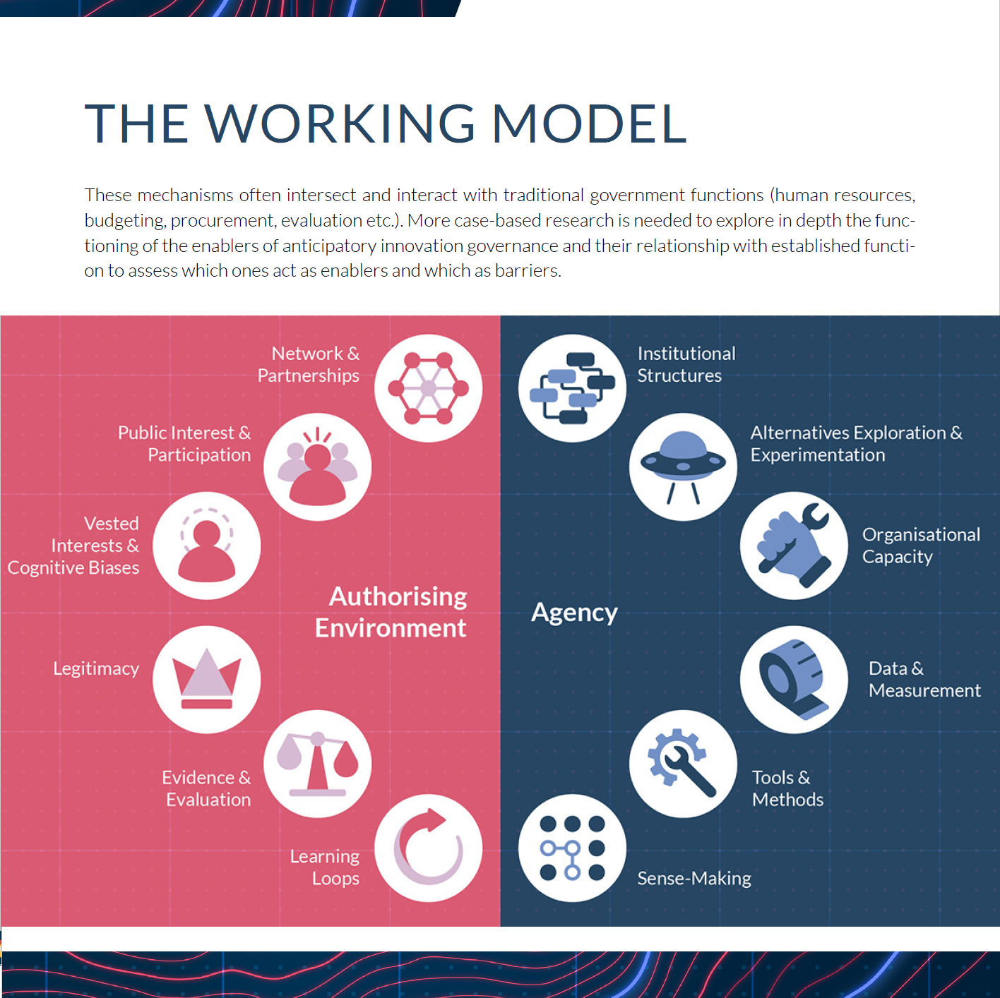 THE WORKING MODEL
These mechanisms often intersect and interact with traditional government functions (human resources,
budgeting, procurement, evaluation etc.). More case-based research is needed to explore in depth the func-
tioning of the enablers of anticipatory innovation governance and their relationship with established functi-
on to assess which ones act as enablers and which as barriers.
Network &
Partnerships
Public Interest &
Participation
Vested
Interests &
Cognitive Biases
Authorising
Environment
Legitimacy
Evidence &
Evaluation
Learning
Loops
Institutional
Structures
Alternatives Exploration &
Experimentation
Organisational
Capacity
Agency
Data &
Measurement
Tools &
Methods
Sense-Making